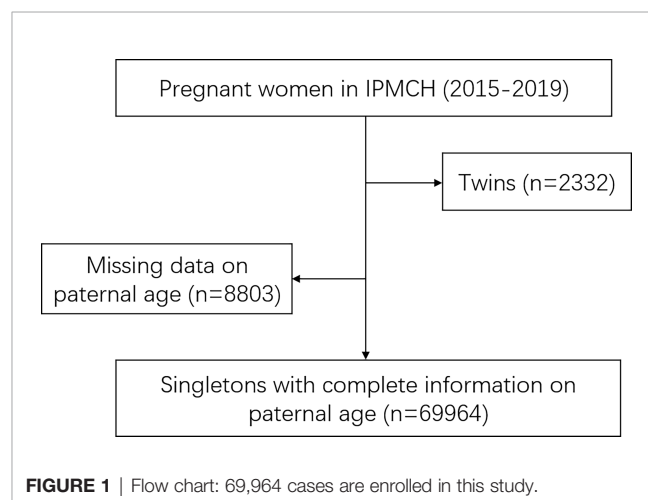 Pregnant women in IPMCH (2015-2019)
Twins (n=2332)
Missing data on
paternal age (n=8803)
Singletons with complete information on
paternal age (n=69964)
FIGURE 1 | Flow chart: 69,964 cases are enrolled in this study.